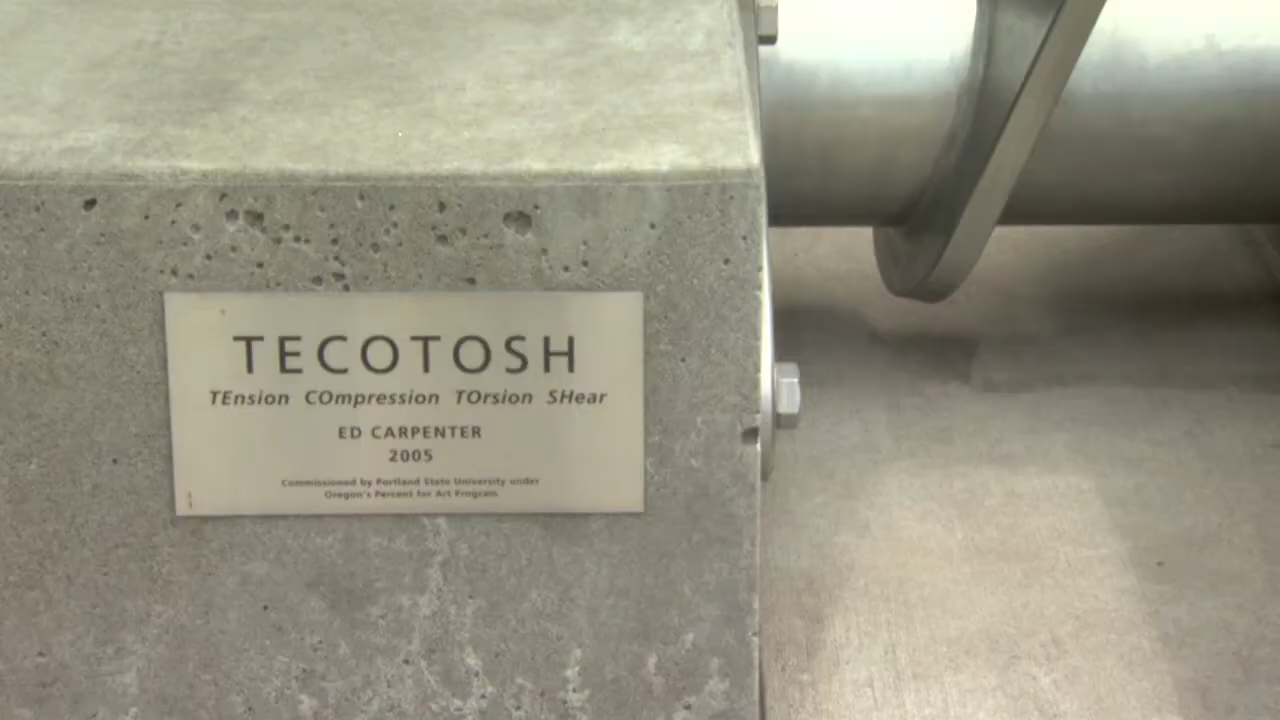 TECOTOSH
TEnsion COmpression TOrsion SHear
ED CARPENTER
2005
Commissioned by Portland State University under
Oregon's Percent for Art Program